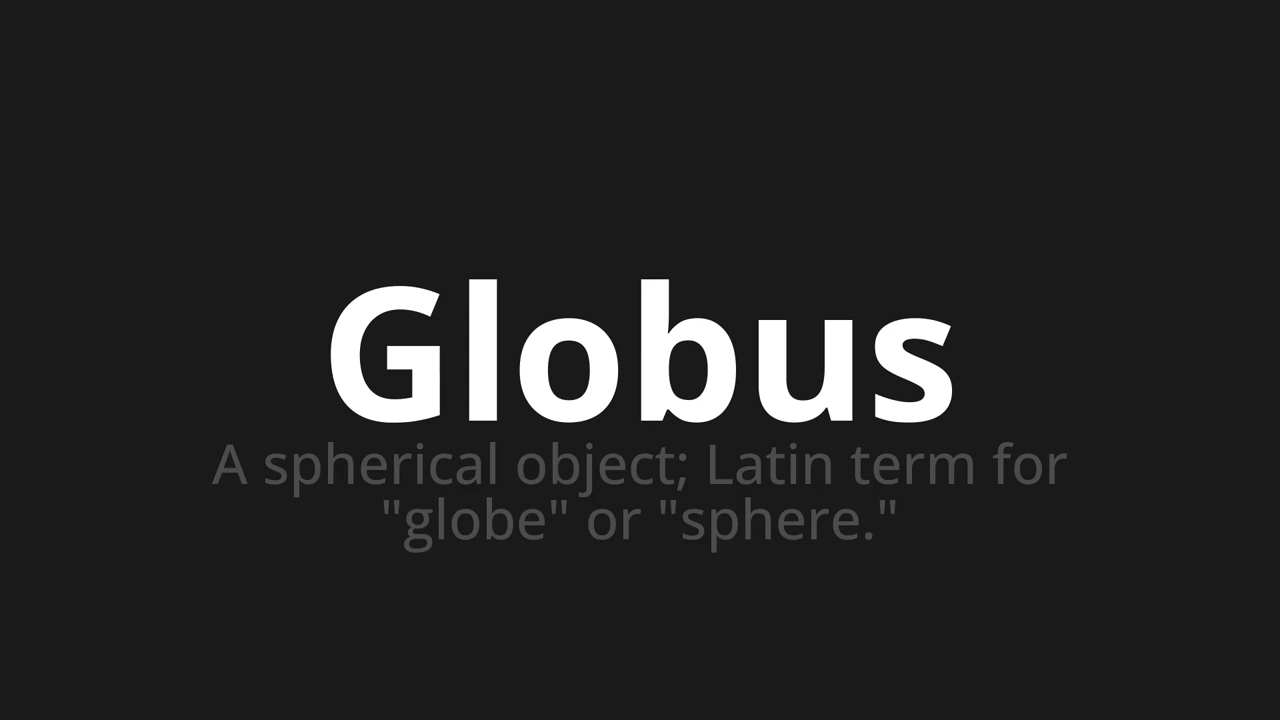 Globus
A spherical object; Latin term for
"globe" or "sphere."